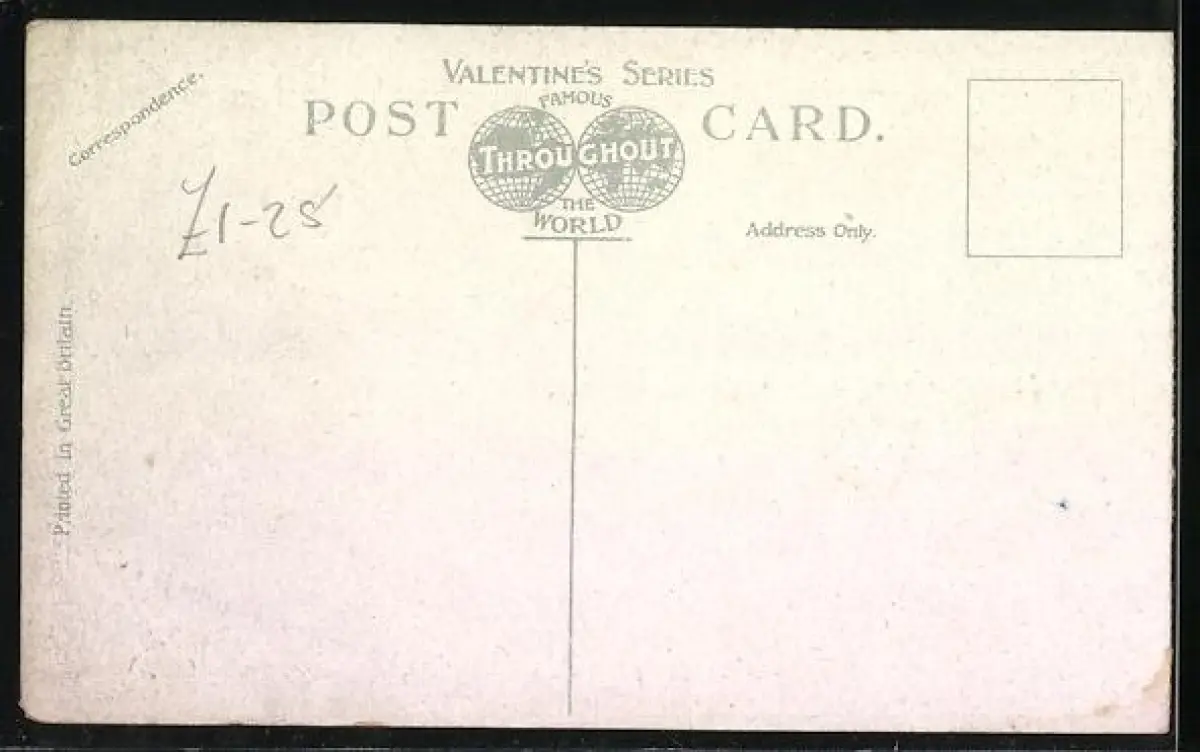 VALENTINE'S SERIES
FAMOUS
POST CARD.
THROUGHOUT
THE
WORLD
Correspondence.
Address Only.
£1-25
Printed in Great Britain.